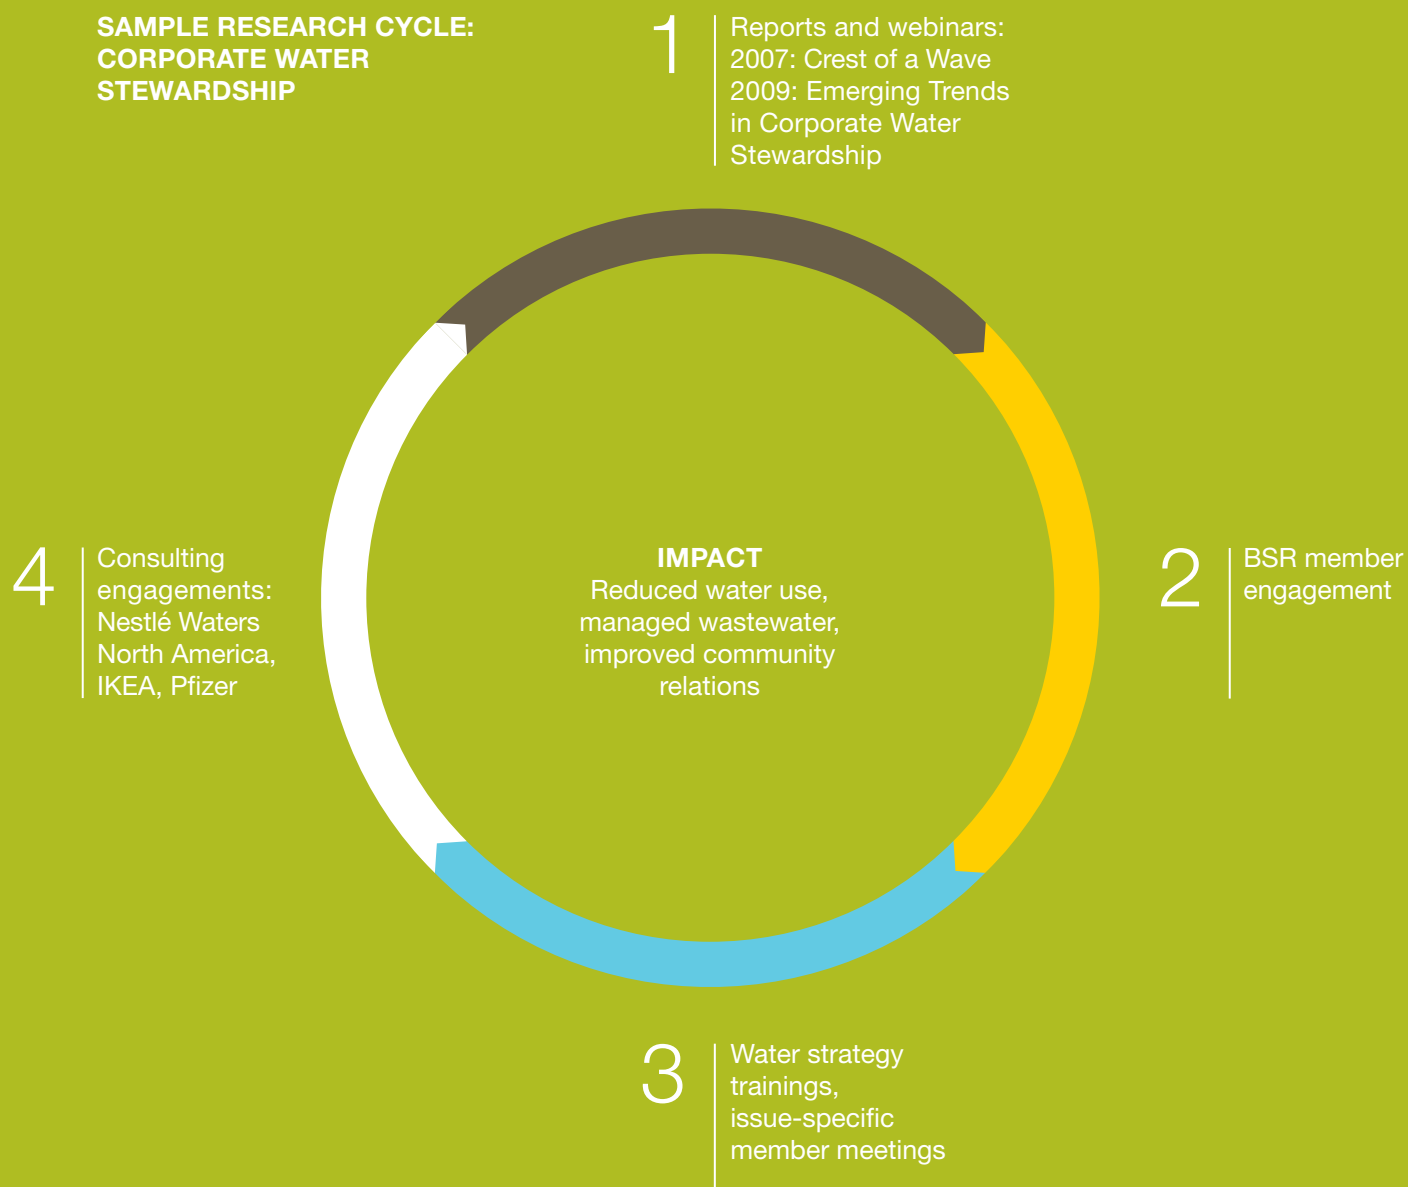 SAMPLE RESEARCH CYCLE:
CORPORATE WATER
STEWARDSHIP
1
Reports and webinars:
2007: Crest of a Wave
2009: Emerging Trends
in Corporate Water
Stewardship
2
BSR member
engagement
3
Water strategy
trainings,
issue-specific
member meetings
4
Consulting
engagements:
Nestlé Waters
North America,
IKEA, Pfizer
IMPACT
Reduced water use,
managed wastewater,
improved community
relations